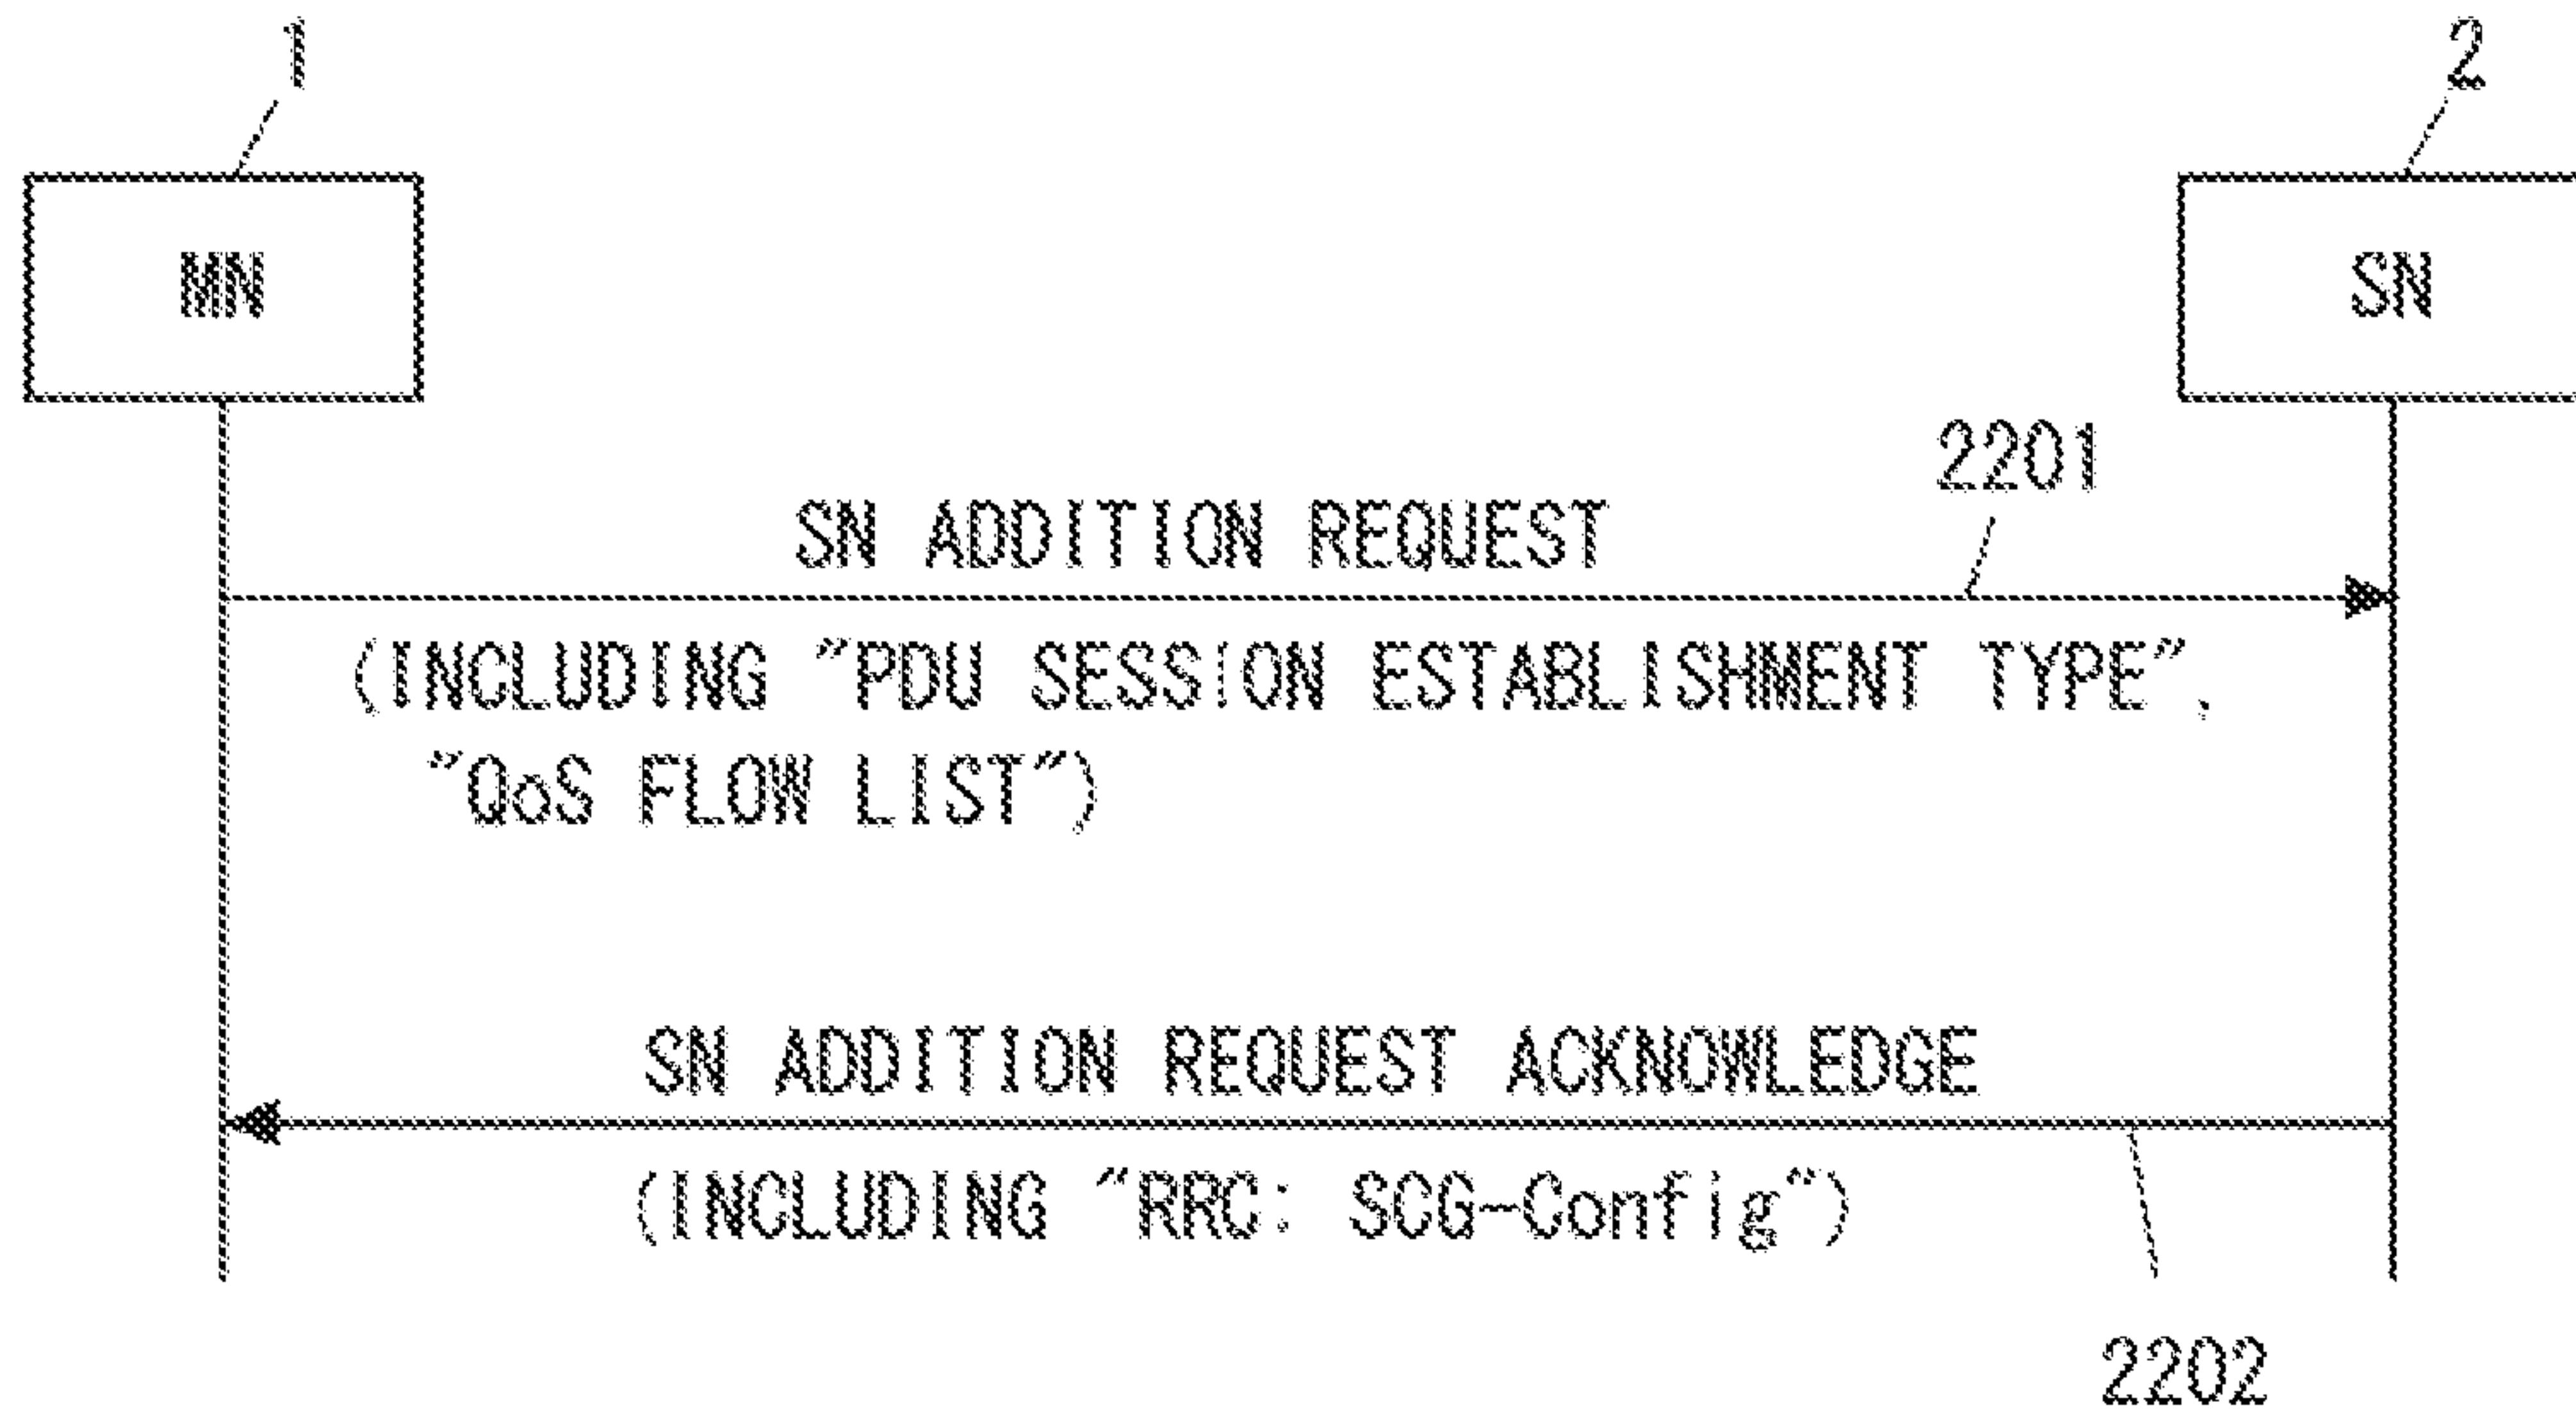 1
2
MN
SN
2201
SN ADDITION REQUEST
(INCLUDING "PDU SESSION ESTABLISHMENT TYPE",
"QoS FLOW LIST")
SN ADDITION REQUEST ACKNOWLEDGE
(INCLUDING "RRC: SCG-Config")
2202